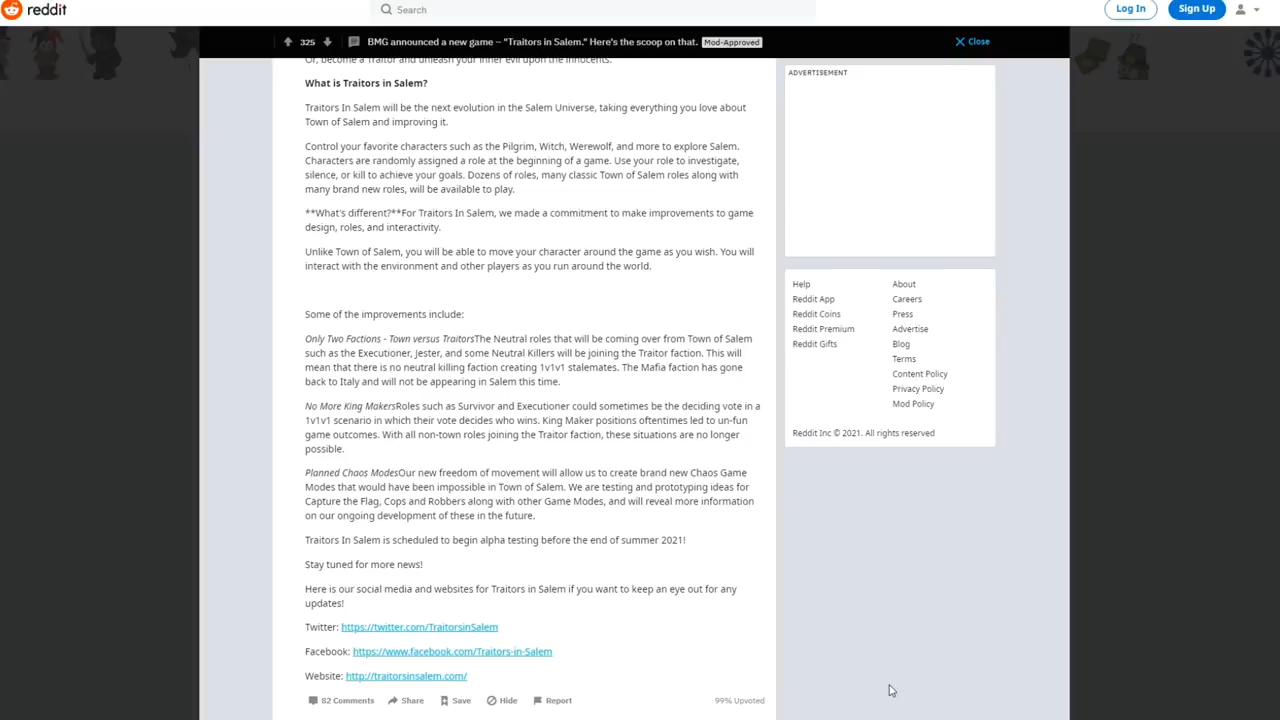 reddit
Search
Log In
Sign Up
325
BMG announced a new game -- "Traitors in Salem." Here's the scoop on that.
Mod-Approved
Close
Or, become a Traitor and unleash your inner evil upon the innocents.
What is Traitors in Salem?
Traitors In Salem will be the next evolution in the Salem Universe, taking everything you love about
Town of Salem and improving it.
Control your favorite characters such as the Pilgrim, Witch, Werewolf, and more to explore Salem.
Characters are randomly assigned a role at the beginning of a game. Use your role to investigate,
silence, or kill to achieve your goals. Dozens of roles, many classic Town of Salem roles along with
many brand new roles, will be available to play.
**What's different?**For Traitors In Salem, we made a commitment to make improvements to game
design, roles, and interactivity.
Unlike Town of Salem, you will be able to move your character around the game as you wish. You will
interact with the environment and other players as you run around the world.
Some of the improvements include:
Only Two Factions - Town versus TraitorsThe Neutral roles that will be coming over from Town of Salem
such as the Executioner, Jester, and some Neutral Killers will be joining the Traitor faction. This will
mean that there is no neutral killing faction creating 1v1v1 stalemates. The Mafia faction has gone
back to Italy and will not be appearing in Salem this time.
No More King MakersRoles such as Survivor and Executioner could sometimes be the deciding vote in a
1v1v1 scenario in which their vote decides who wins. King Maker positions oftentimes led to un-fun
game outcomes. With all non-town roles joining the Traitor faction, these situations are no longer
possible.
Planned Chaos ModesOur new freedom of movement will allow us to create brand new Chaos Game
Modes that would have been impossible in Town of Salem. We are testing and prototyping ideas for
Capture the Flag, Cops and Robbers along with other Game Modes, and will reveal more information
on our ongoing development of these in the future.
Traitors In Salem is scheduled to begin alpha testing before the end of summer 2021!
Stay tuned for more news!
Here is our social media and websites for Traitors in Salem if you want to keep an eye out for any
updates!
Twitter: https://twitter.com/TraitorsinSalem
Facebook: https://www.facebook.com/Traitors-in-Salem
Website: http://traitorsinsalem.com/
82 Comments
Share
Save
Hide
Report
99% Upvoted
ADVERTISEMENT
Help
Reddit App
Reddit Coins
Reddit Premium
Reddit Gifts
About
Careers
Press
Advertise
Blog
Terms
Content Policy
Privacy Policy
Mod Policy
Reddit Inc © 2021. All rights reserved